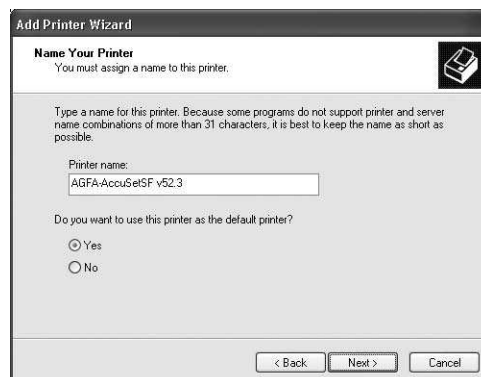 Add Printer Wizard
Name Your Printer
You must assign a name to this printer.
Type a name for this printer. Because some programs do not support printer and server
name combinations of more than 31 characters, it is best to keep the name as short as
possible.
Printer name:
AGFA-AccuSetSF v52.3
Do you want to use this printer as the default printer?
Yes
No
< Back Next > Cancel